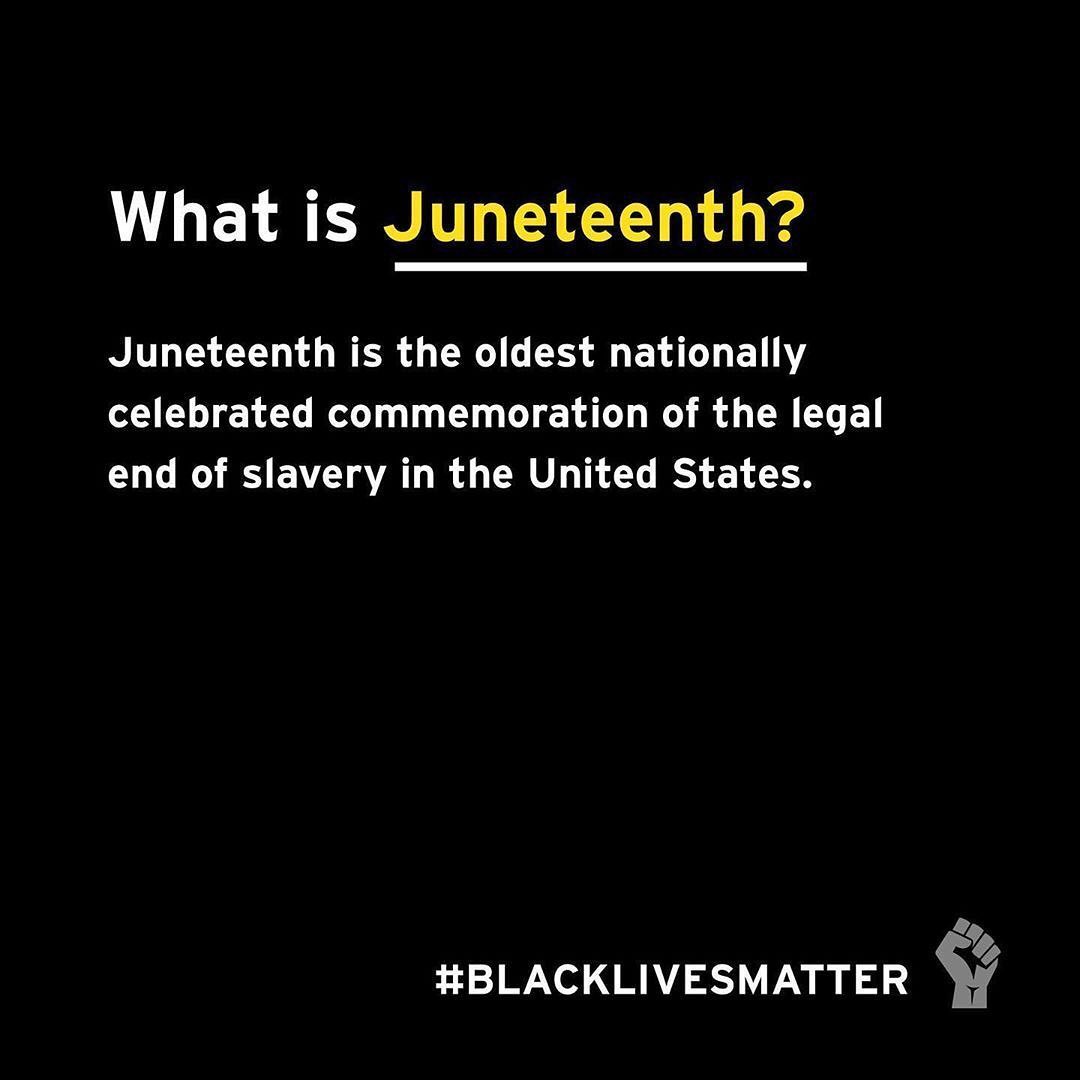 What is Juneteenth?
Juneteenth is the oldest nationally
celebrated commemoration of the legal
end of slavery in the United States.
#BLACKLIVESMATTER